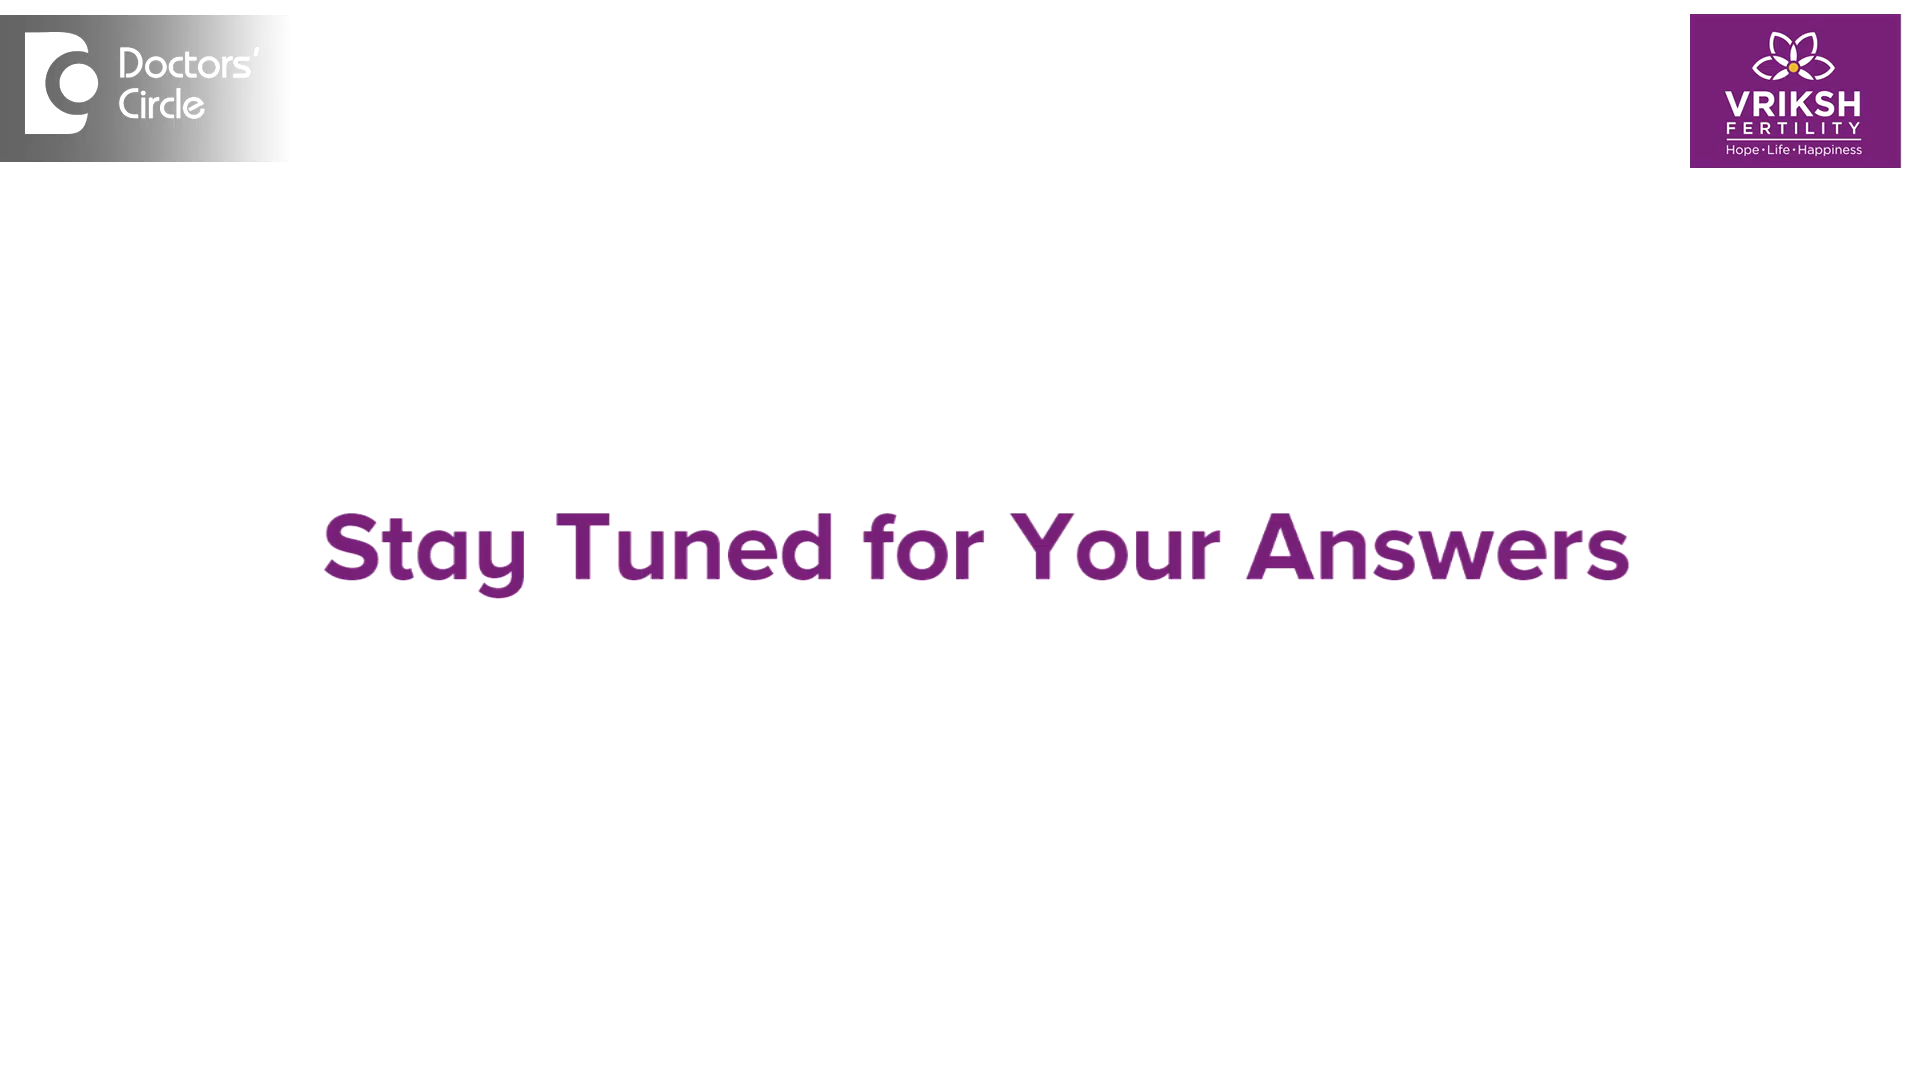 Doctors'
Circle
VRIKSH
FERTILITY
Hope • Life • Happiness
Stay Tuned for Your Answers